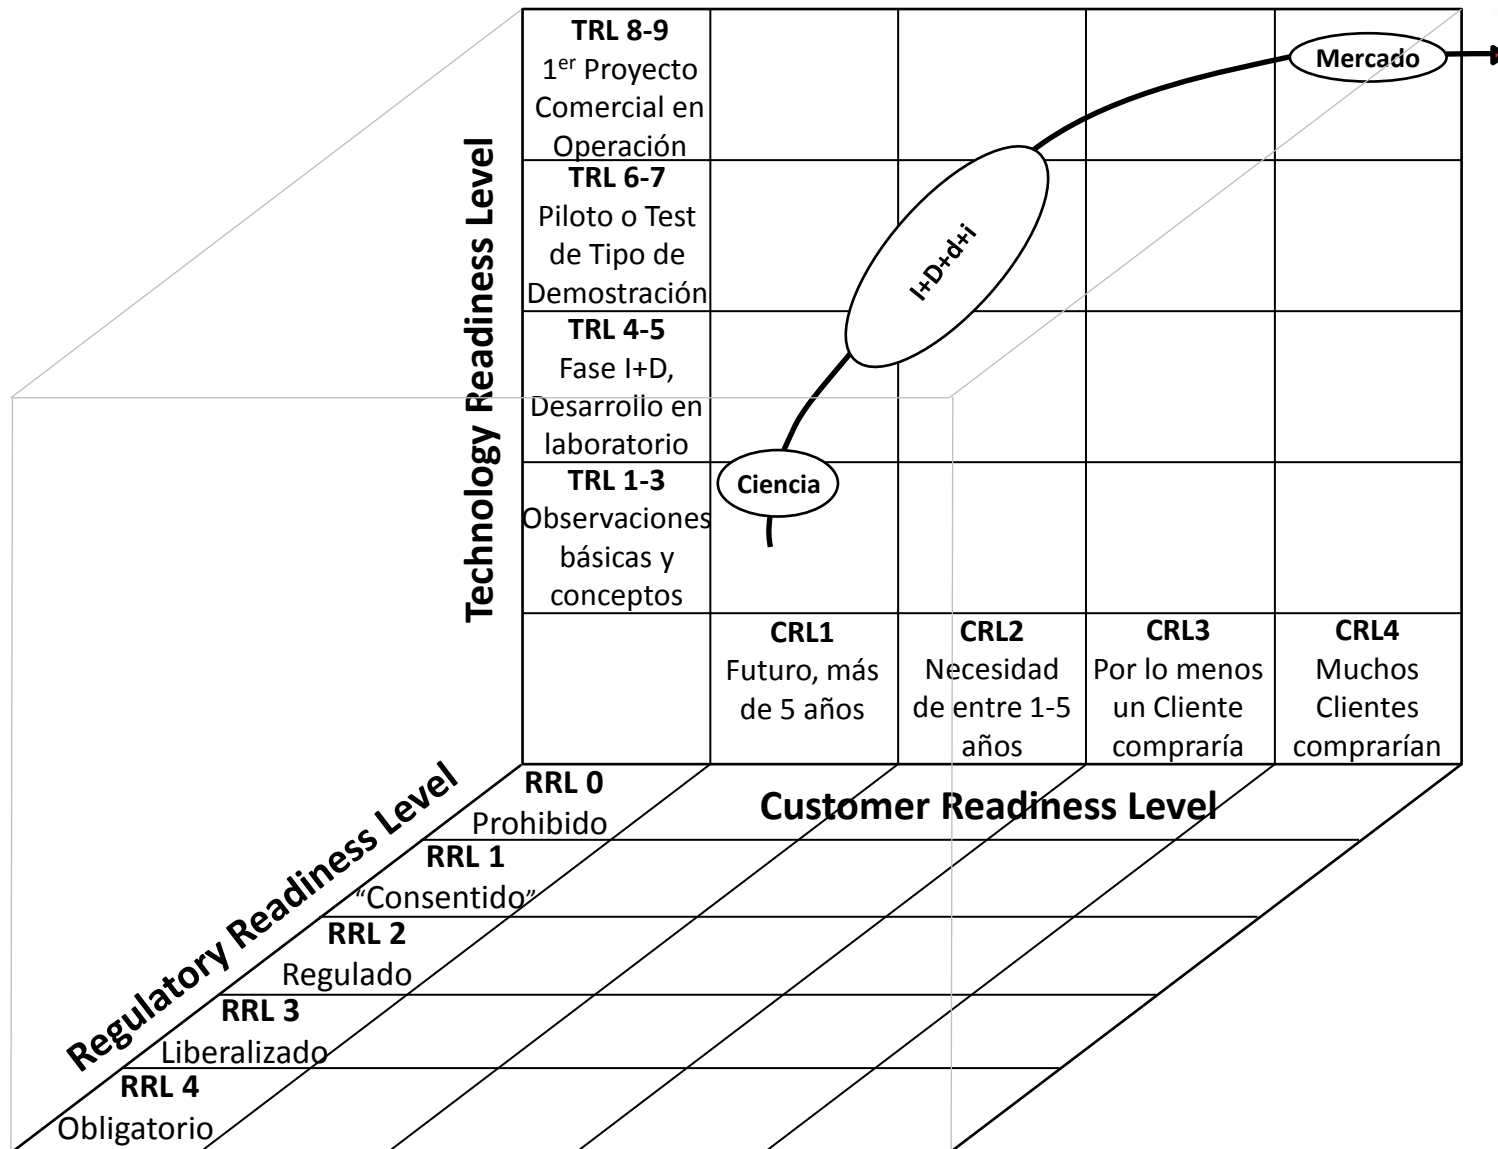 TRL 8-9
1er Proyecto
Comercial en
Operación
Mercado
Technology Readiness Level
TRL 6-7
Piloto o Test
de Tipo de
Demostración
I+D+d+i
TRL 4-5
Fase I+D,
Desarrollo en
laboratorio
TRL 1-3
Observaciones
básicas y
conceptos
Ciencia
CRL1
Futuro, más
de 5 años
CRL2
Necesidad
de entre 1-5
años
CRL3
Por lo menos
un Cliente
compraría
CRL4
Muchos
Clientes
comprarían
Customer Readiness Level
Regulatory Readiness Level
RRL 0
Prohibido
RRL 1
“Consentido”
RRL 2
Regulado
RRL 3
Liberalizado
RRL 4
Obligatorio